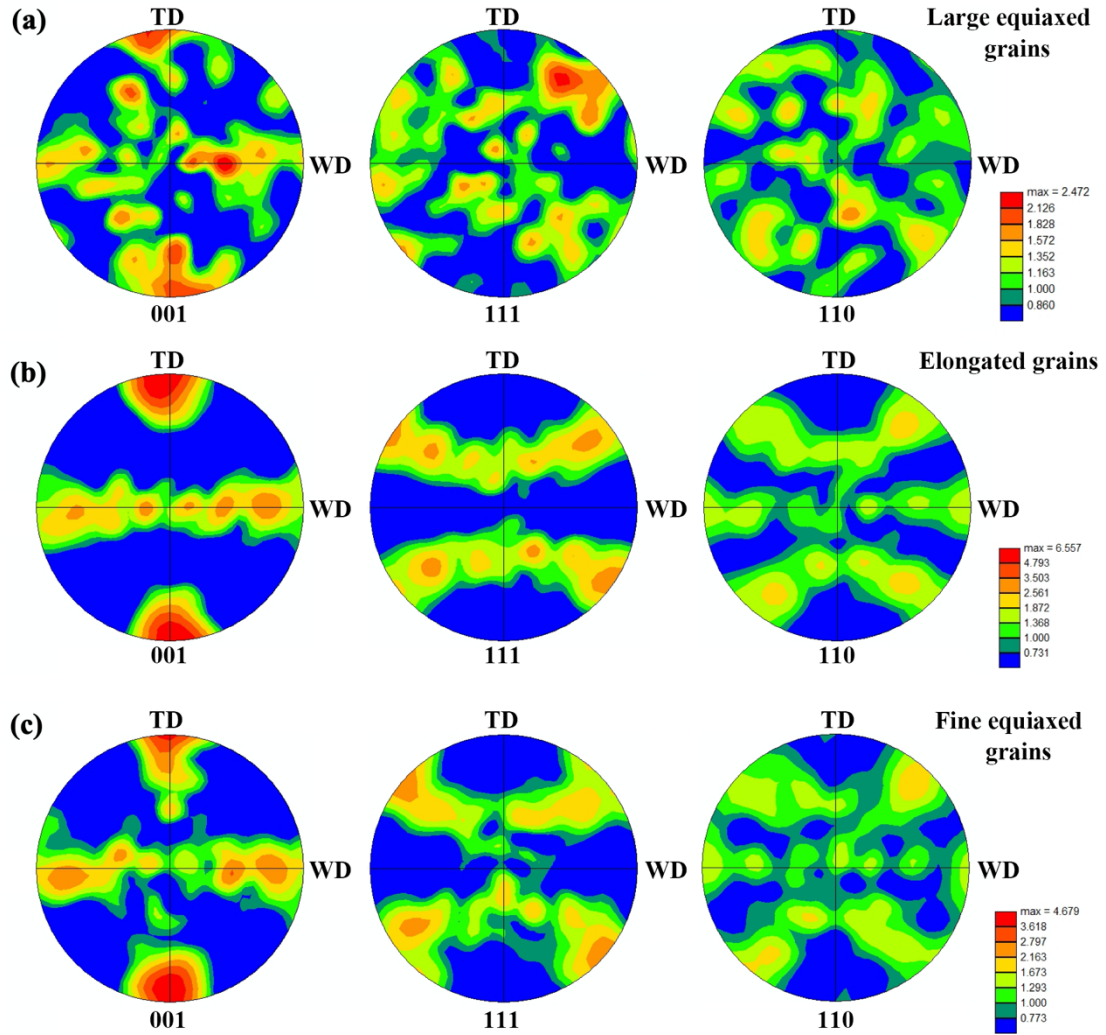 (a)
TD
TD
TD
Large equiaxed
grains
WD
WD
WD
max = 2.472
2.126
1.828
1.572
1.352
1.163
1.000
0.860
001
111
110
(b)
TD
TD
TD
Elongated grains
WD
WD
WD
max = 6.557
4.793
3.503
2.561
1.872
1.368
1.000
0.731
001
111
110
(c)
TD
TD
TD
Fine equiaxed
grains
WD
WD
WD
max = 4.679
3.618
2.797
2.163
1.673
1.293
1.000
0.773
001
111
110